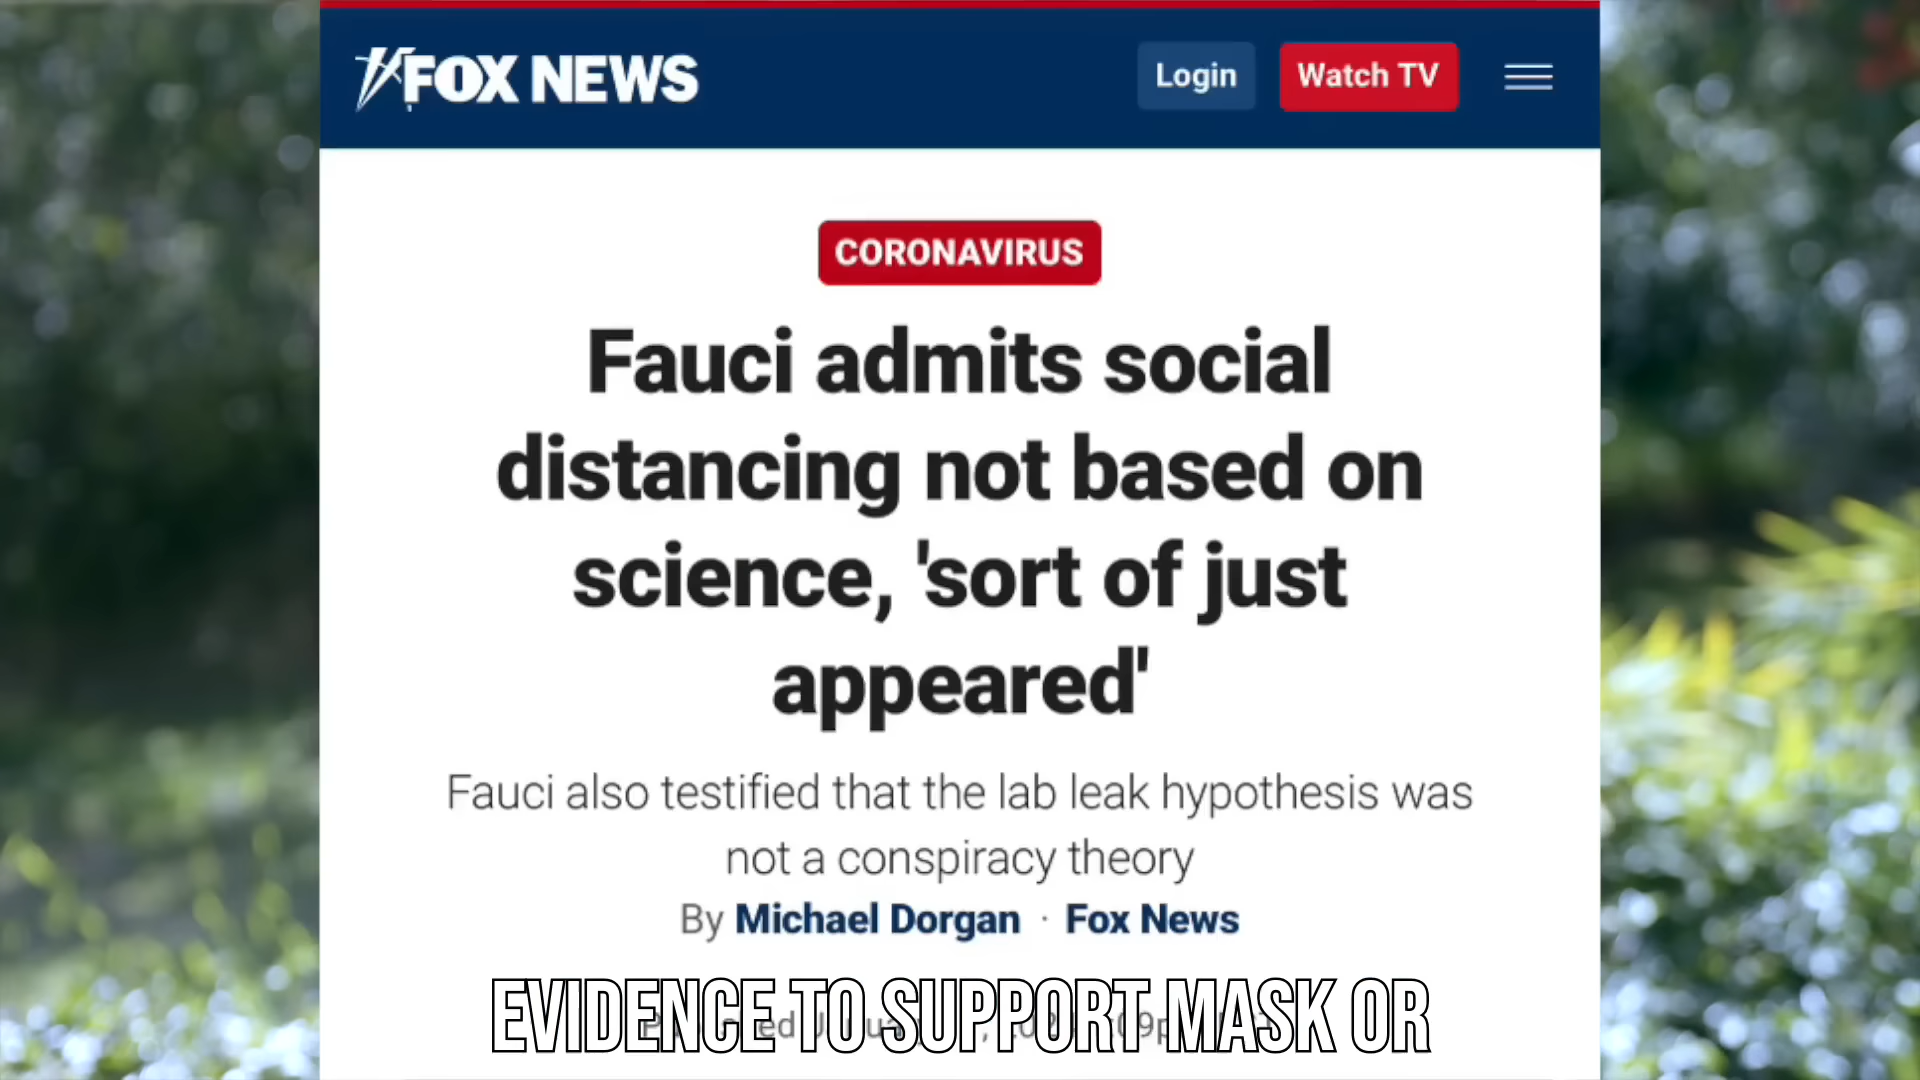 FOX NEWS
Login
Watch TV
CORONAVIRUS
Fauci admits social
distancing not based on
science, 'sort of just
appeared'
Fauci also testified that the lab leak hypothesis was
not a conspiracy theory
By Michael Dorgan · Fox News
EVIDENCE TO SUPPORT MASK OR